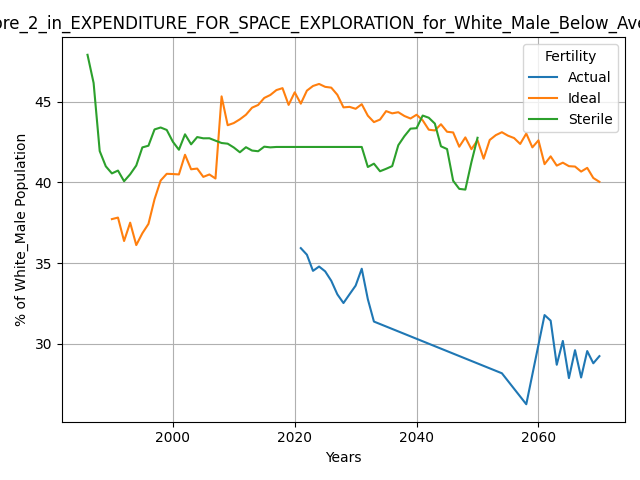 ore_2_in_EXPENDITURE_FOR_SPACE_EXPLORATION_for_White_Male_Below_Ave
Fertility
Actual
Ideal
Sterile
% of White_Male Population
45
40
35
30
2000
2020
2040
2060
Years